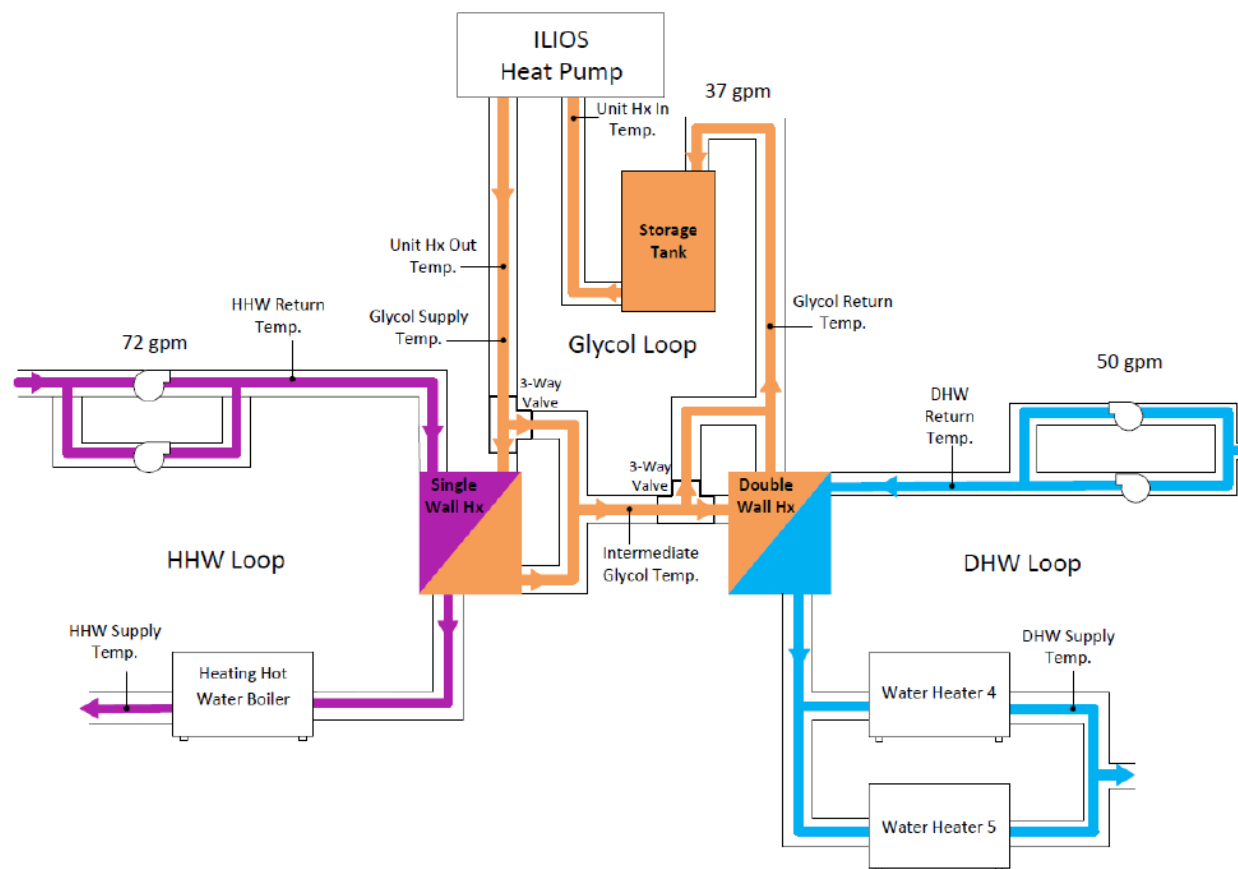 ILIOS
Heat Pump
37 gpm
Unit Hx In
Temp.
Storage
Tank
Unit Hx Out
Temp.
HHW Return
Temp.
Glycol Supply
Temp.
Glycol Return
Temp.
72 gpm
Glycol Loop
50 gpm
3-Way
Valve
DHW
Return
Temp.
3-Way
Valve
Single
Wall Hx
Double
Wall Hx
HHW Loop
Intermediate
Glycol Temp.
DHW Loop
HHW Supply
Temp.
Heating Hot
Water Boiler
DHW Supply
Temp.
Water Heater 4
Water Heater 5